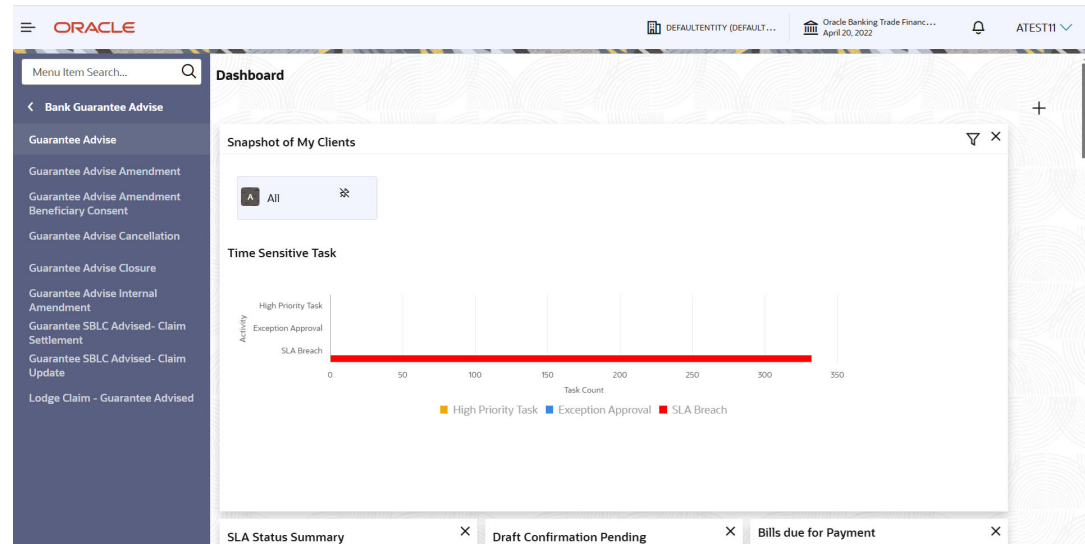 ORACLE
DEFAULTENTITY (DEFAULT...
Oracle Banking Trade Financ...
April 20, 2022
ATEST11
Menu Item Search...
Bank Guarantee Advise
Guarantee Advise
Guarantee Advise Amendment
Guarantee Advise Amendment
Beneficiary Consent
Guarantee Advise Cancellation
Guarantee Advise Closure
Guarantee Advise Internal
Amendment
Guarantee SBLC Advised- Claim
Settlement
Guarantee SBLC Advised- Claim
Update
Lodge Claim - Guarantee Advised
Dashboard
Snapshot of My Clients
A All
Time Sensitive Task
Activity
High Priority Task
Exception Approval
SLA Breach
0 50 100 150 200 250 300 350
Task Count
High Priority Task Exception Approval SLA Breach
SLA Status Summary
Draft Confirmation Pending
Bills due for Payment